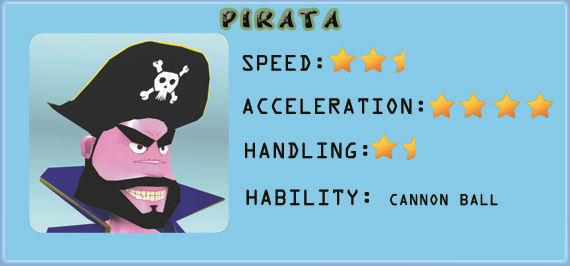 PIRATA
SPEED:
ACCELERATION:
HANDLING:
HABILITY: CANNON BALL